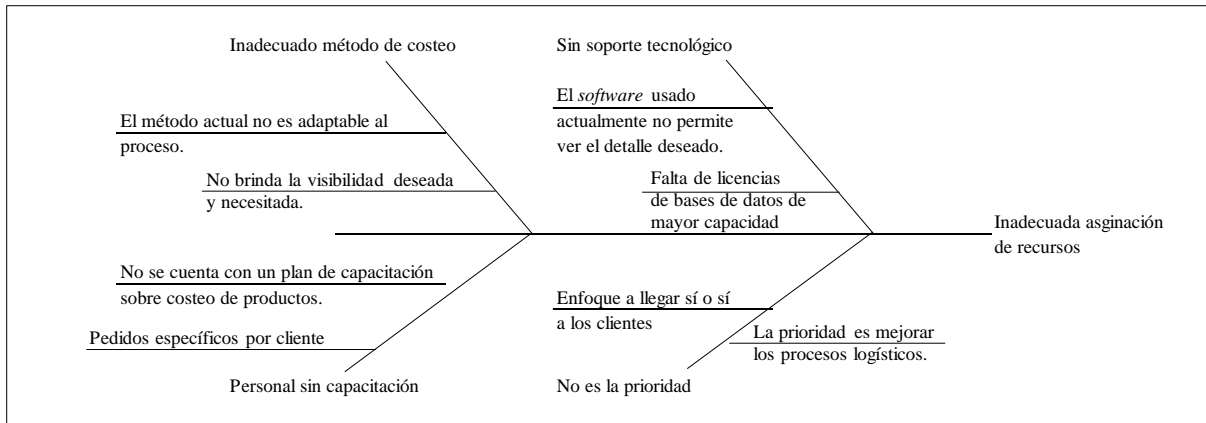 Inadecuado método de costeo
Sin soporte tecnológico
El software usado
actualmente no permite
ver el detalle deseado.
El método actual no es adaptable al
proceso.
No brinda la visibilidad deseada
y necesitada.
Falta de licencias
de bases de datos de
mayor capacidad
Inadecuada asginación
de recursos
No se cuenta con un plan de capacitación
sobre costeo de productos.
Enfoque a llegar sí o sí
a los clientes
Pedidos específicos por cliente
La prioridad es mejorar
los procesos logísticos.
Personal sin capacitación
No es la prioridad